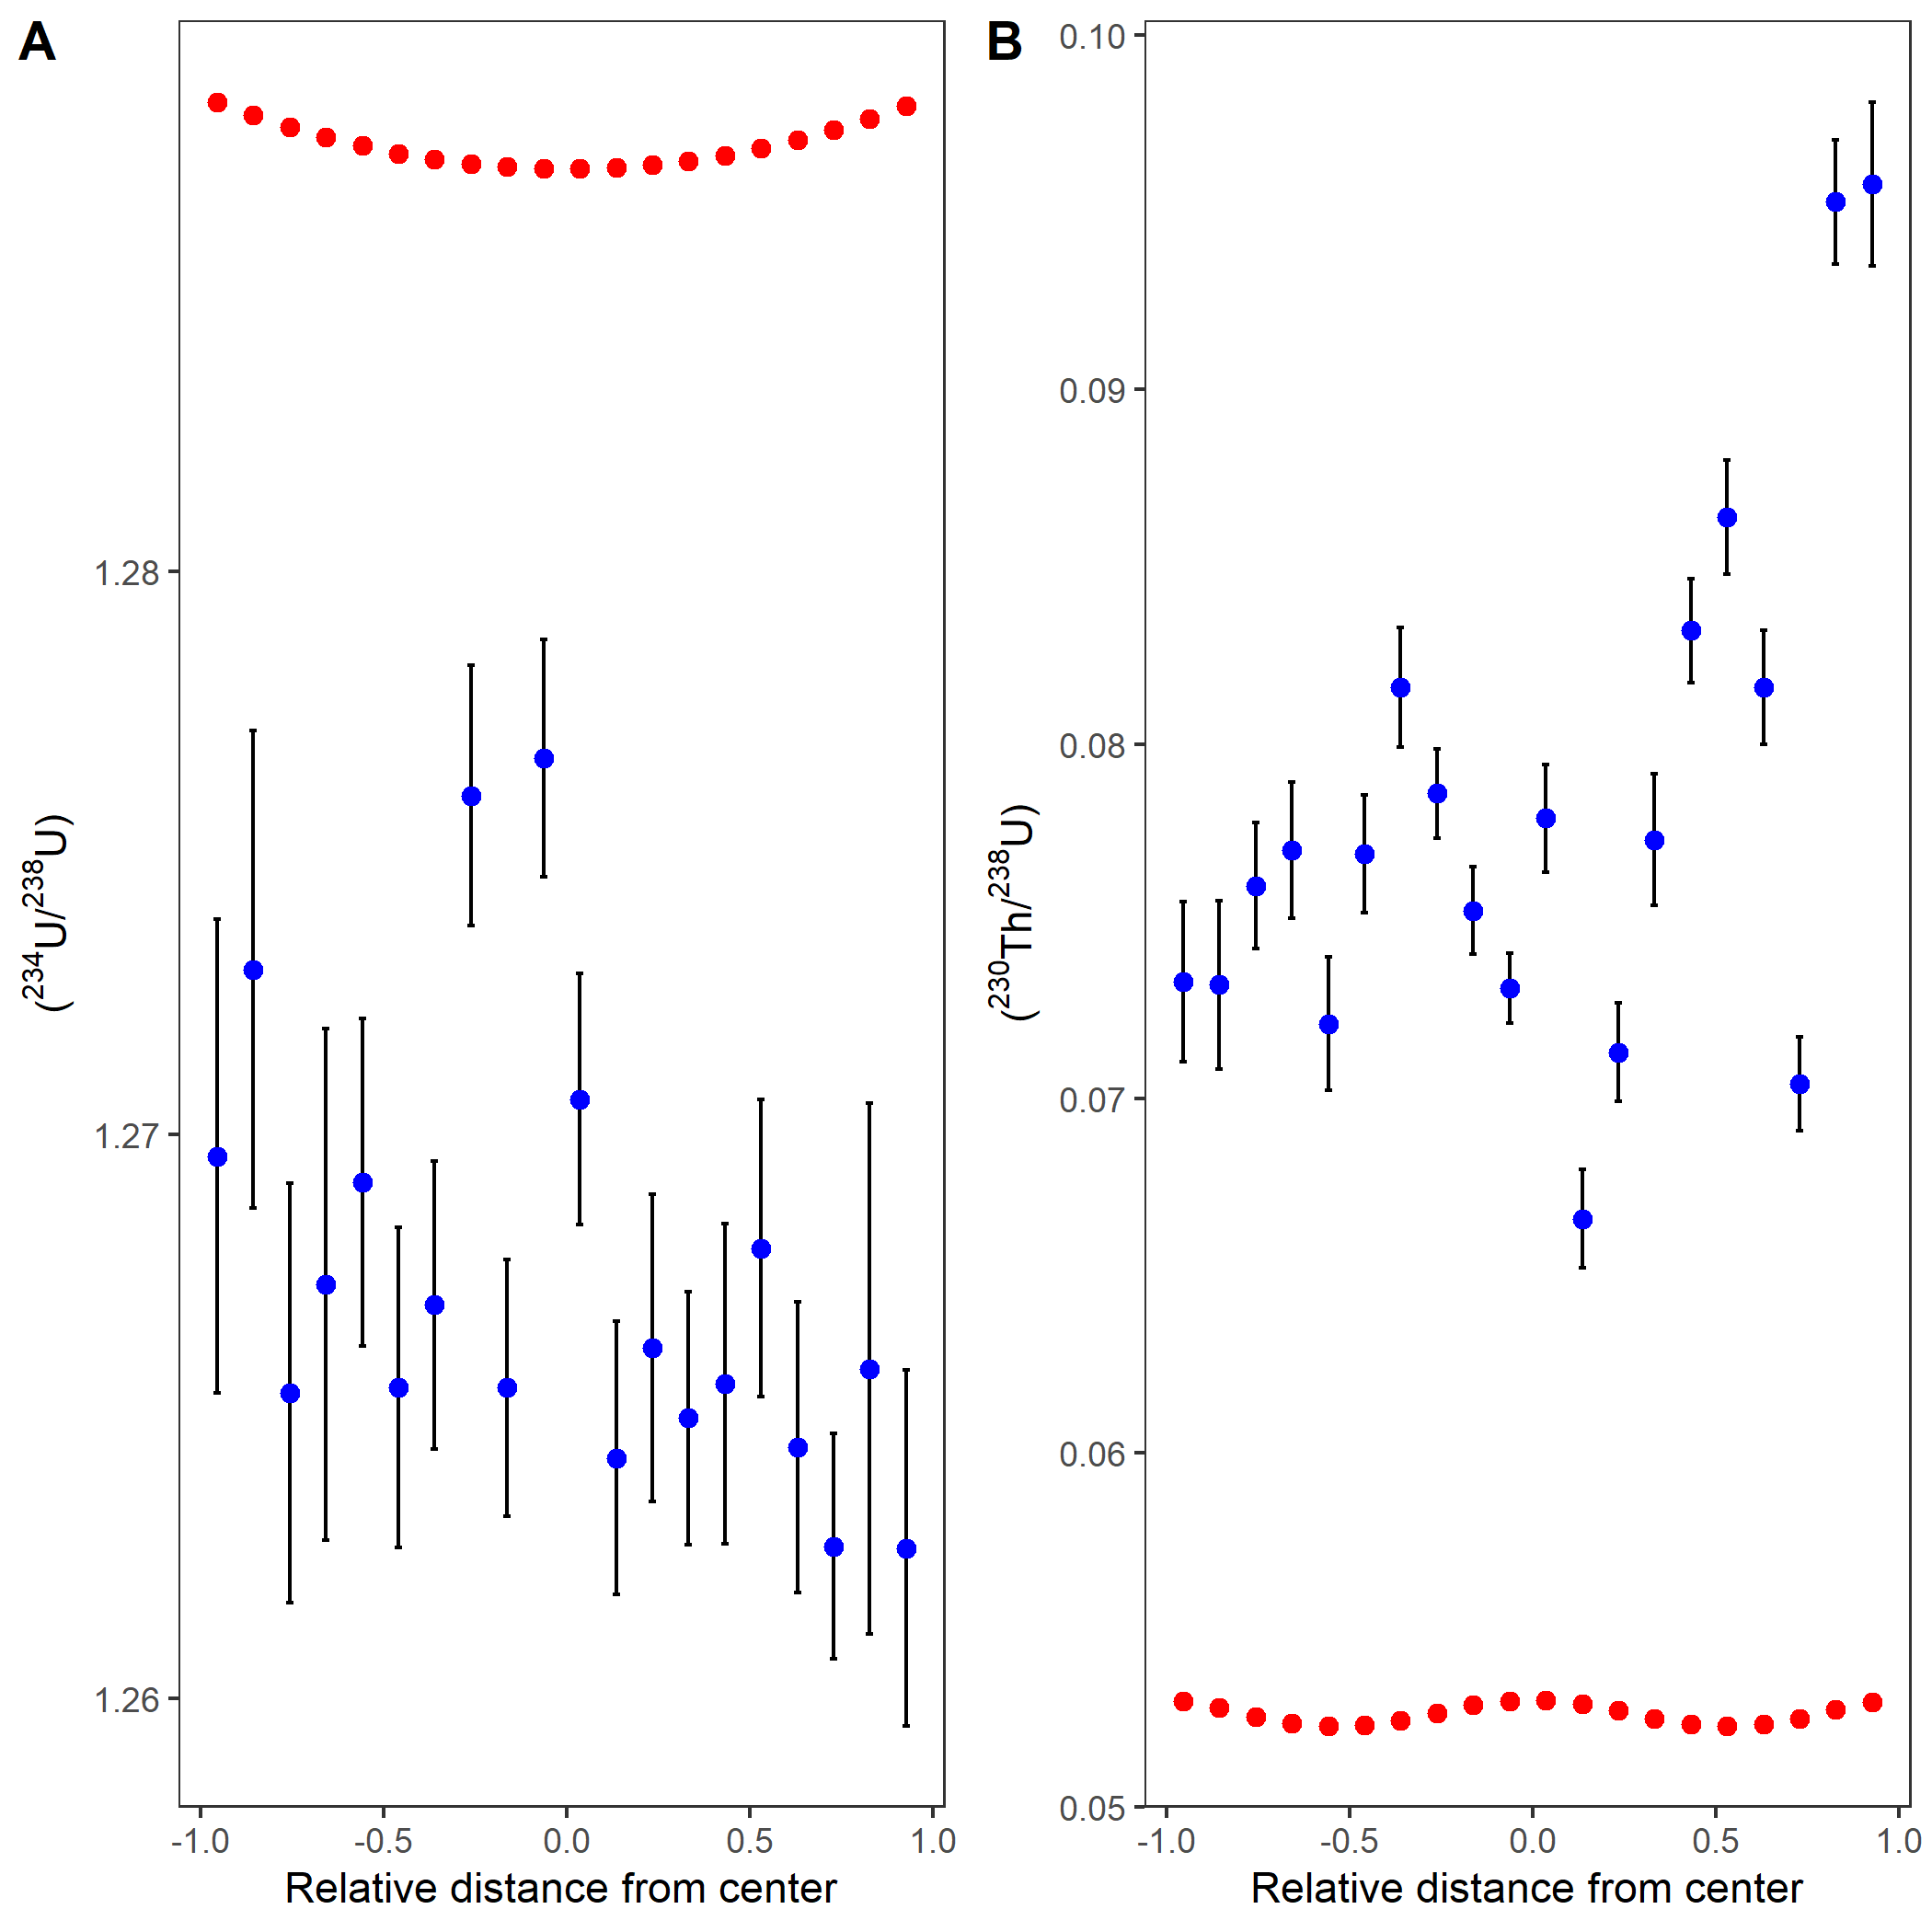 A
(²³⁴U/²³⁸U)
1.28
1.27
1.26
-1.0 -0.5 0.0 0.5 1.0
Relative distance from center
B
(²³⁰Th/²³⁸U)
0.10
0.09
0.08
0.07
0.06
0.05
-1.0 -0.5 0.0 0.5 1.0
Relative distance from center